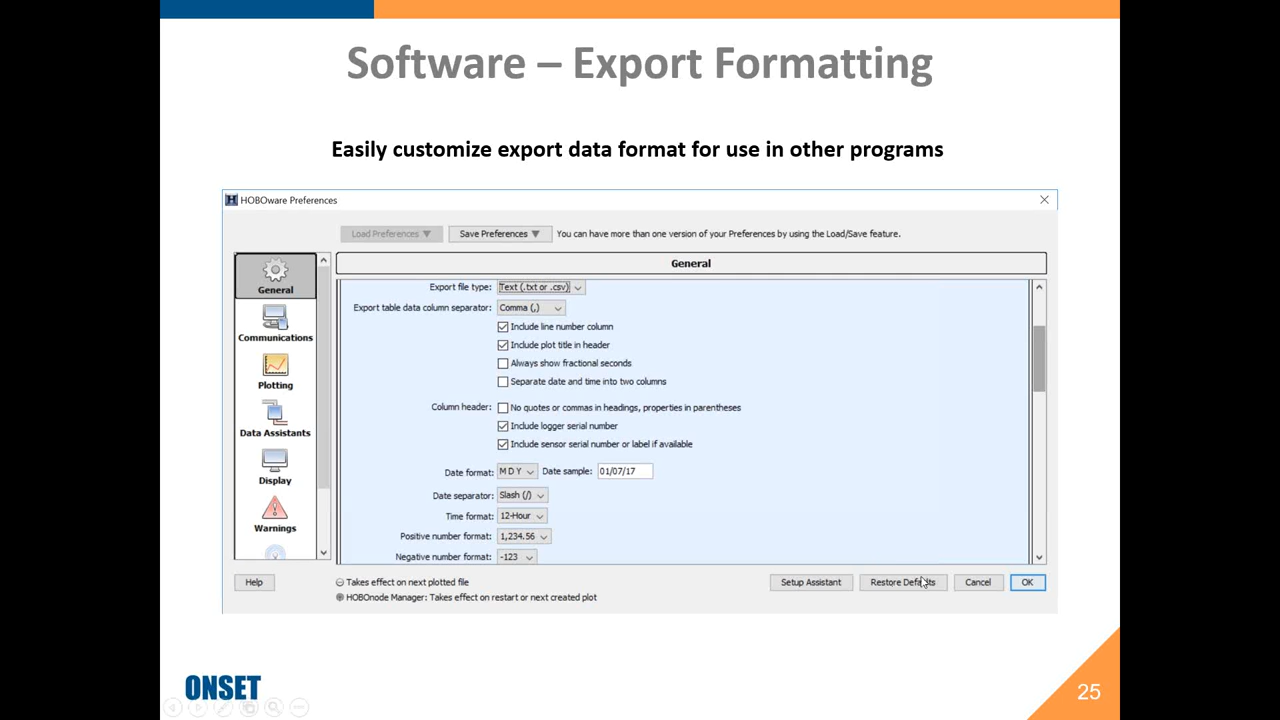 Software – Export Formatting
Easily customize export data format for use in other programs
HOBOware Preferences
Load Preferences Save Preferences You can have more than one version of your Preferences by using the Load/Save feature.
General
General
Communications
Plotting
Data Assistants
Display
Warnings
Export file type: Text (.txt or .csv)
Export table data column separator: Comma (,)
Include line number column
Include plot title in header
Always show fractional seconds
Separate date and time into two columns
Column header: No quotes or commas in headings, properties in parentheses
Include logger serial number
Include sensor serial number or label if available
Date format: M D Y Date sample: 01/07/17
Date separator: Slash (/)
Time format: 12-Hour
Positive number format: 1,234.56
Negative number format: -123
Help
Takes effect on next plotted file
HOBOnode Manager: Takes effect on restart or next created plot
Setup Assistant Restore Defaults Cancel OK
ONSET
25